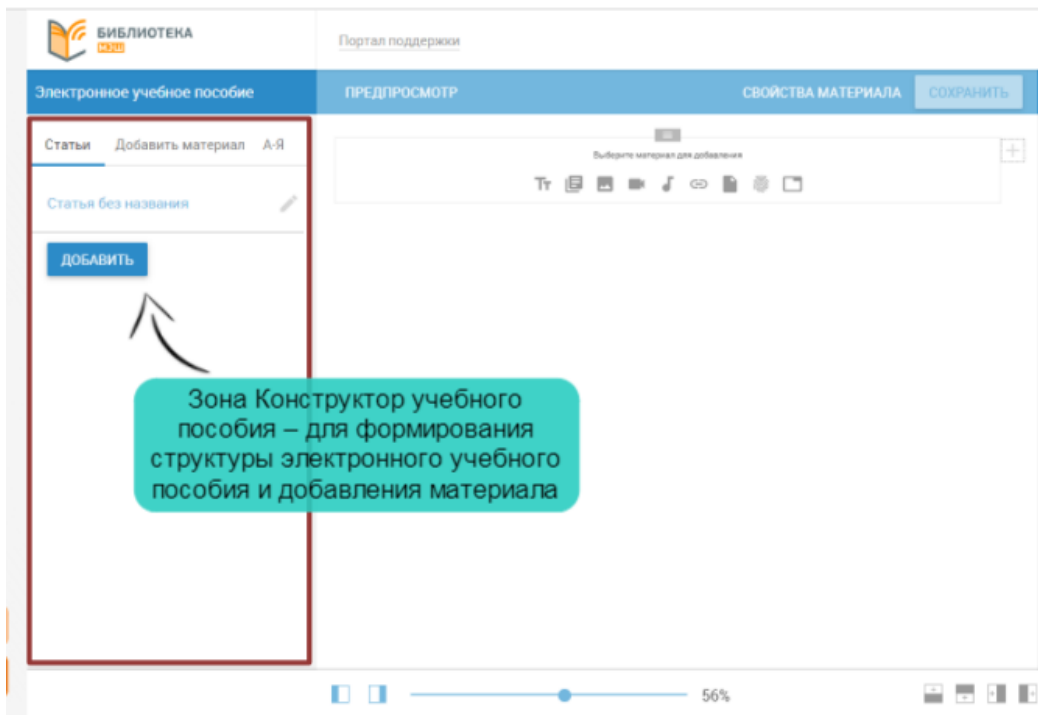 БИБЛИОТЕКА
МЭШ
Портал поддержки
Электронное учебное пособие
ПРЕДПРОСМОТР
СВОЙСТВА МАТЕРИАЛА
СОХРАНИТЬ
Статьи
Добавить материал
А-Я
Выберите материал для добавления
Тт
Статья без названия
ДОБАВИТЬ
Зона Конструктор учебного
пособия – для формирования
структуры электронного учебного
пособия и добавления материала
56%